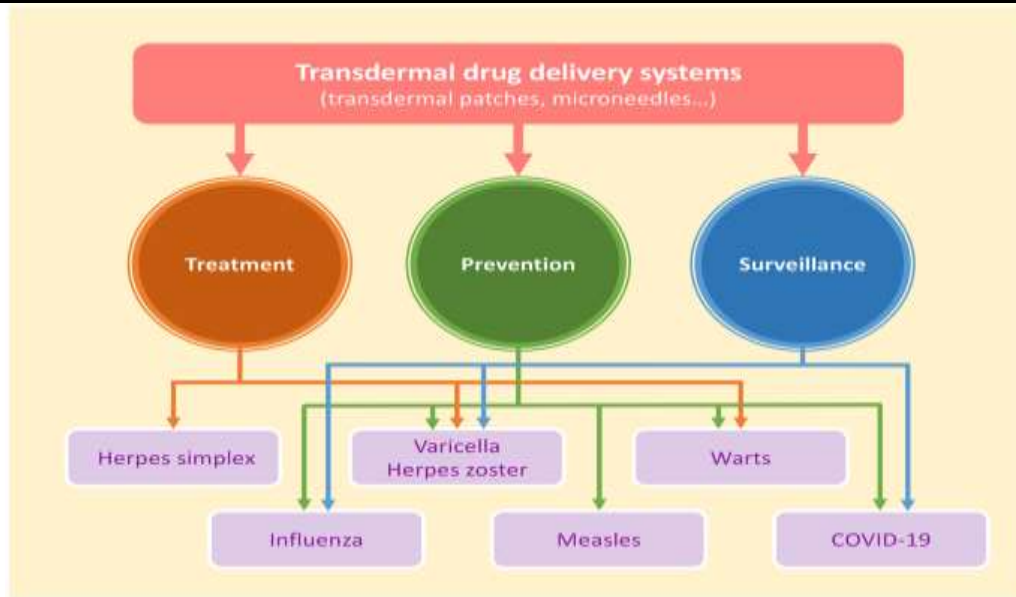 Transdermal drug delivery systems
(transdermal patches, microneedles...)
Treatment
Prevention
Surveillance
Herpes simplex
Varicella
Herpes zoster
Warts
Influenza
Measles
COVID-19